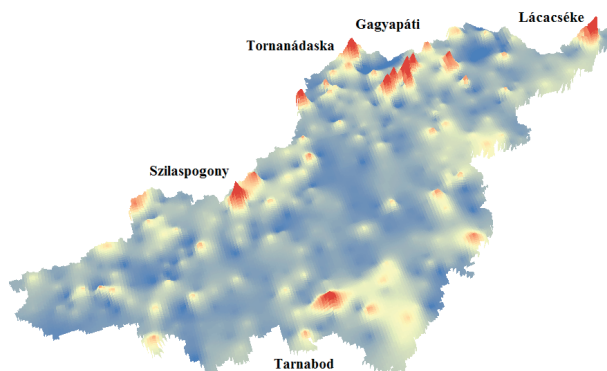 Lácacséke
Gagyapáti
Tornanádaska
Szilaspogony
Tarnabod